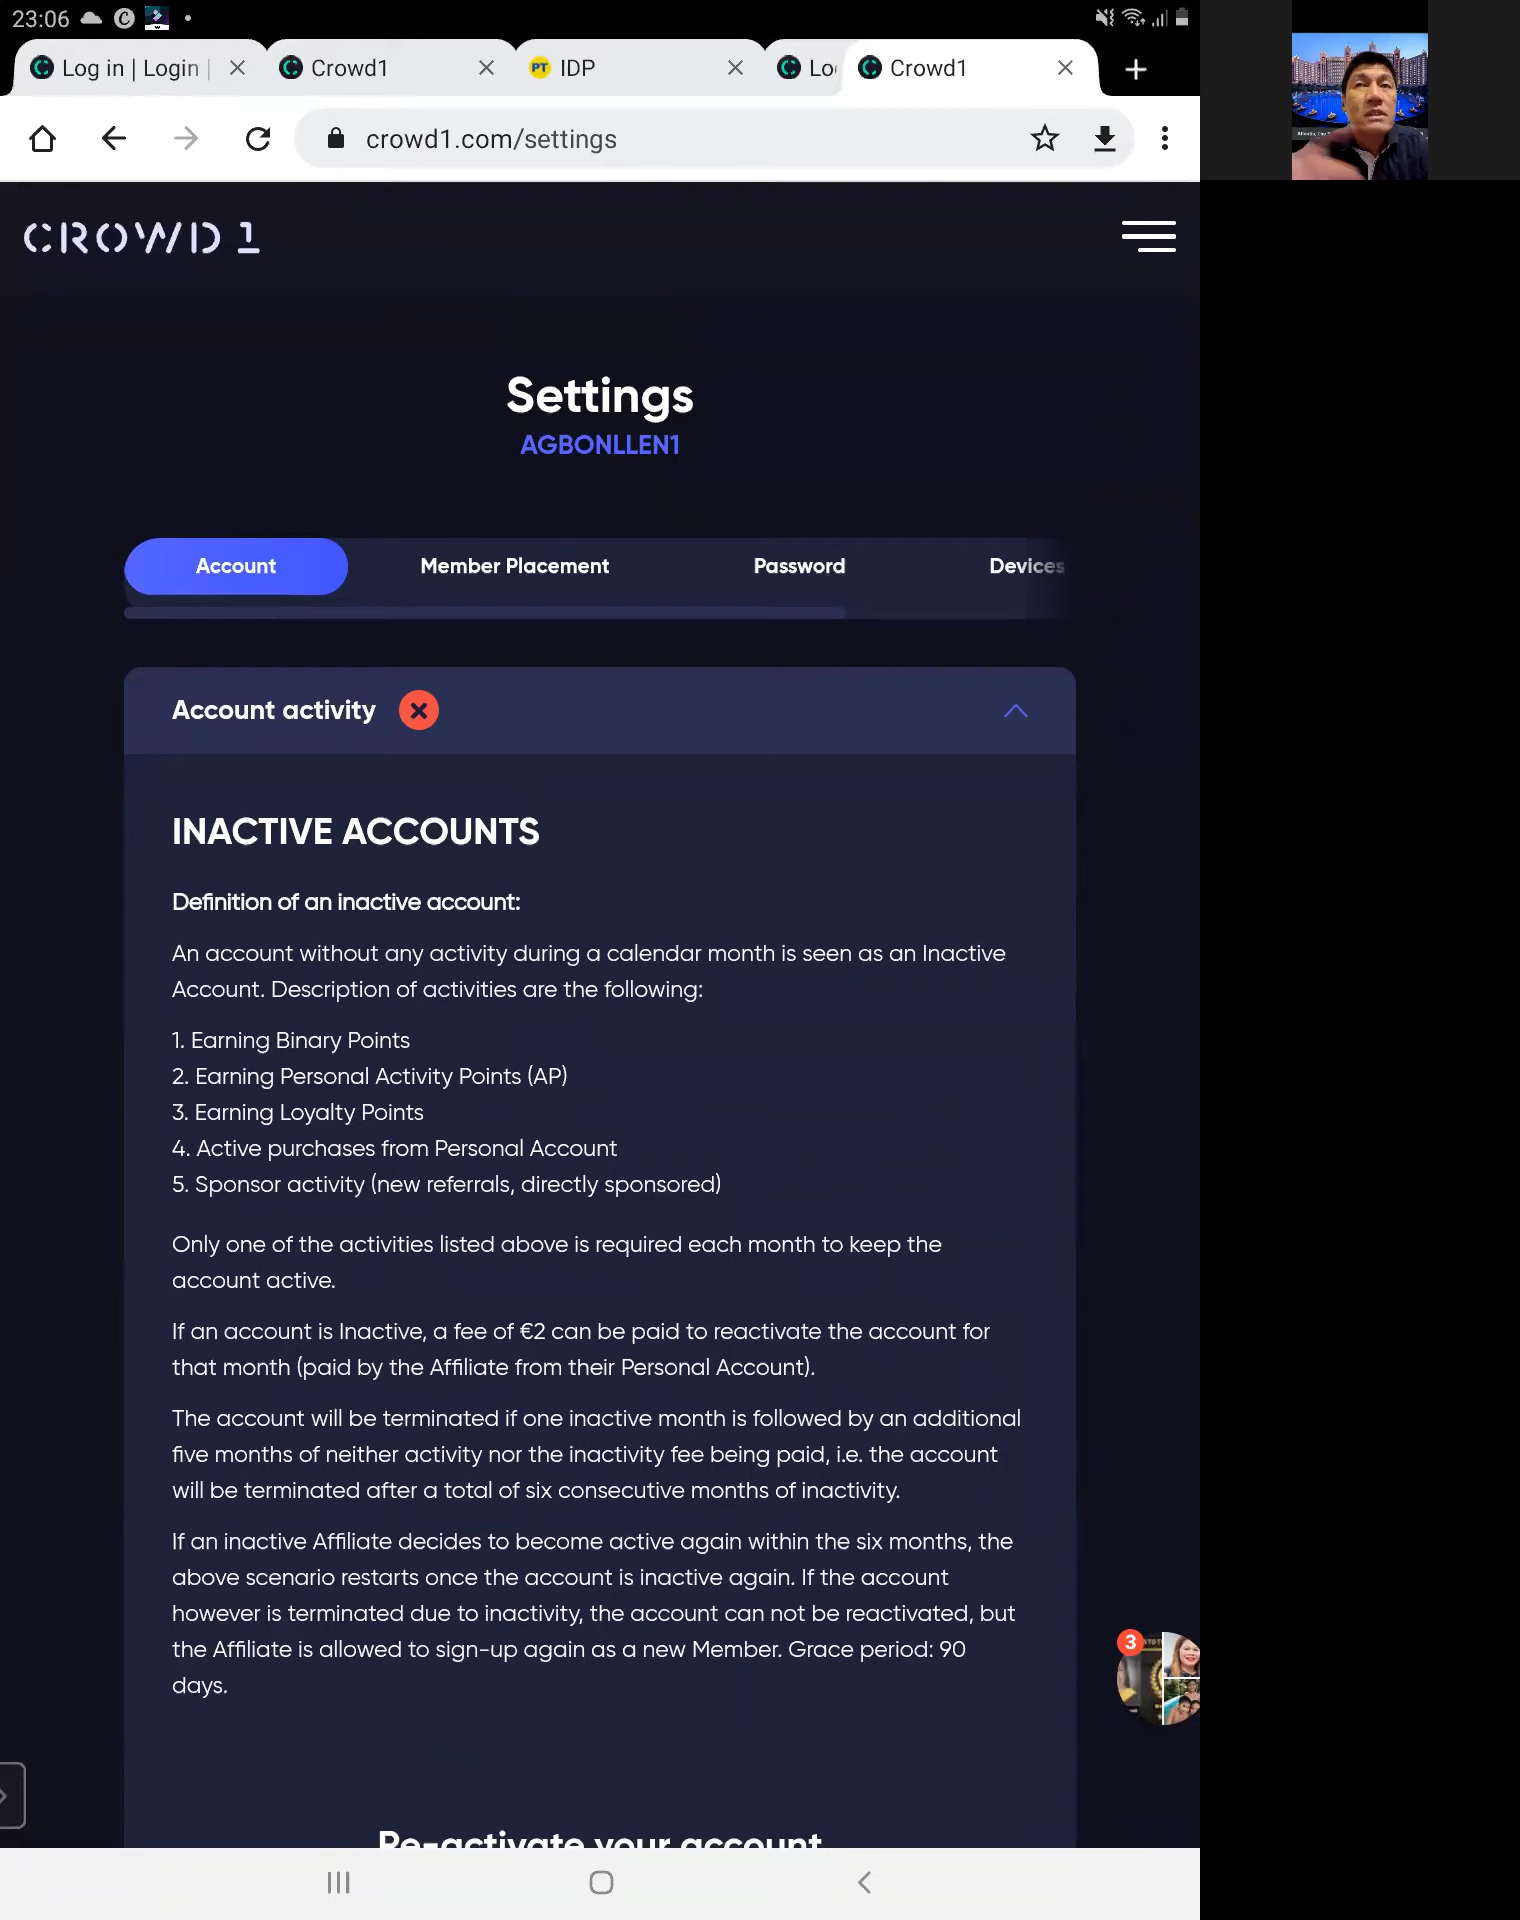 23:06
Log in | Login
Crowd1
PT IDP
Lo
Crowd1
crowd1.com/settings
CROWD 1
Settings
AGBONLLEN1
Account
Member Placement
Password
Devices
Account activity
INACTIVE ACCOUNTS
Definition of an inactive account:
An account without any activity during a calendar month is seen as an Inactive
Account. Description of activities are the following:
1. Earning Binary Points
2. Earning Personal Activity Points (AP)
3. Earning Loyalty Points
4. Active purchases from Personal Account
5. Sponsor activity (new referrals, directly sponsored)
Only one of the activities listed above is required each month to keep the
account active.
If an account is Inactive, a fee of €2 can be paid to reactivate the account for
that month (paid by the Affiliate from their Personal Account).
The account will be terminated if one inactive month is followed by an additional
five months of neither activity nor the inactivity fee being paid, i.e. the account
will be terminated after a total of six consecutive months of inactivity.
If an inactive Affiliate decides to become active again within the six months, the
above scenario restarts once the account is inactive again. If the account
however is terminated due to inactivity, the account can not be reactivated, but
the Affiliate is allowed to sign-up again as a new Member. Grace period: 90
days.
3
Re-activate your account